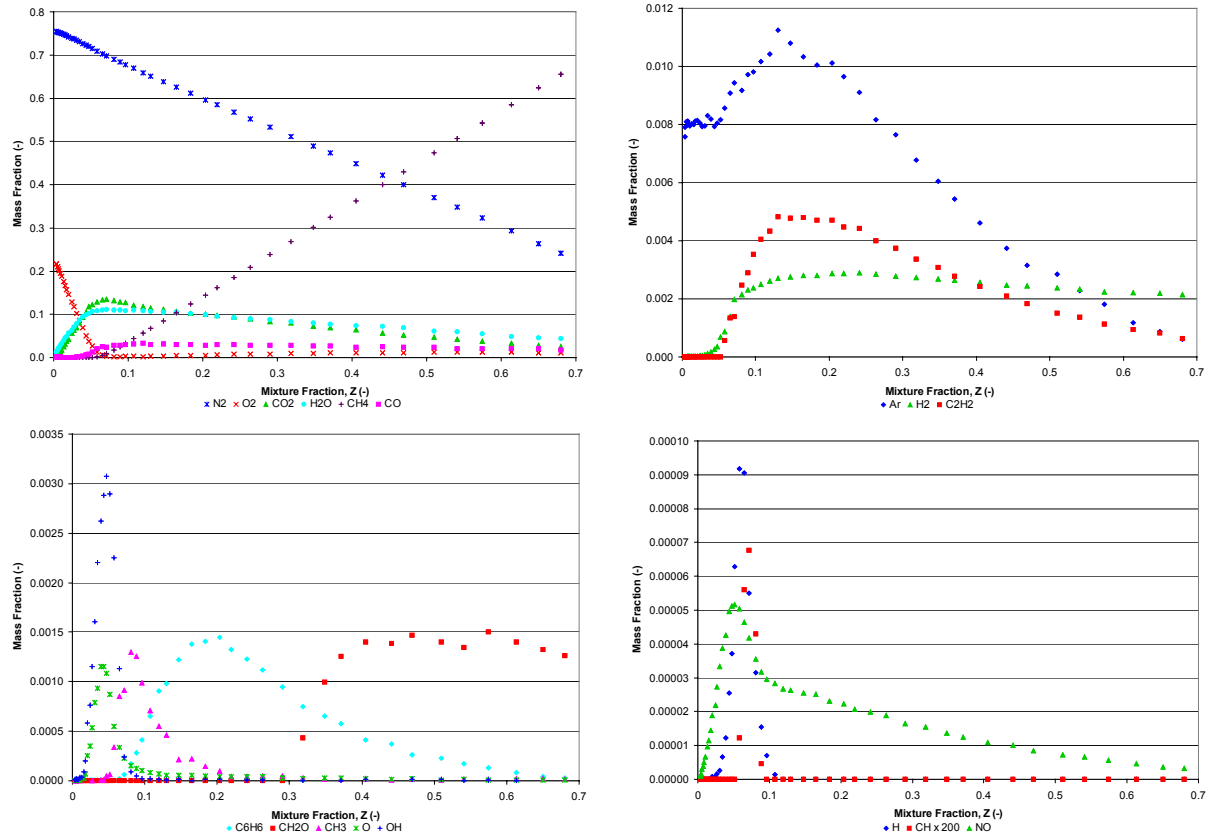 0.8
0.7
0.6
0.5
0.4
0.3
0.2
0.1
0.0
Mass Fraction (-)
0 0.1 0.2 0.3 0.4 0.5 0.6 0.7
Mixture Fraction, Z (-)
N2 O2 CO2 H2O CH4 CO
0.012
0.010
0.008
0.006
0.004
0.002
0.000
Mass Fraction (-)
0 0.1 0.2 0.3 0.4 0.5 0.6 0.7
Mixture Fraction, Z (-)
Ar H2 C2H2
0.0035
0.0030
0.0025
0.0020
0.0015
0.0010
0.0005
0.0000
Mass Fraction (-)
0 0.1 0.2 0.3 0.4 0.5 0.6 0.7
Mixture Fraction, Z (-)
C6H6 CH2O CH3 O OH
0.00010
0.00009
0.00008
0.00007
0.00006
0.00005
0.00004
0.00003
0.00002
0.00001
0.00000
Mass Fraction (-)
0 0.1 0.2 0.3 0.4 0.5 0.6 0.7
Mixture Fraction, Z (-)
H CH x 200 NO